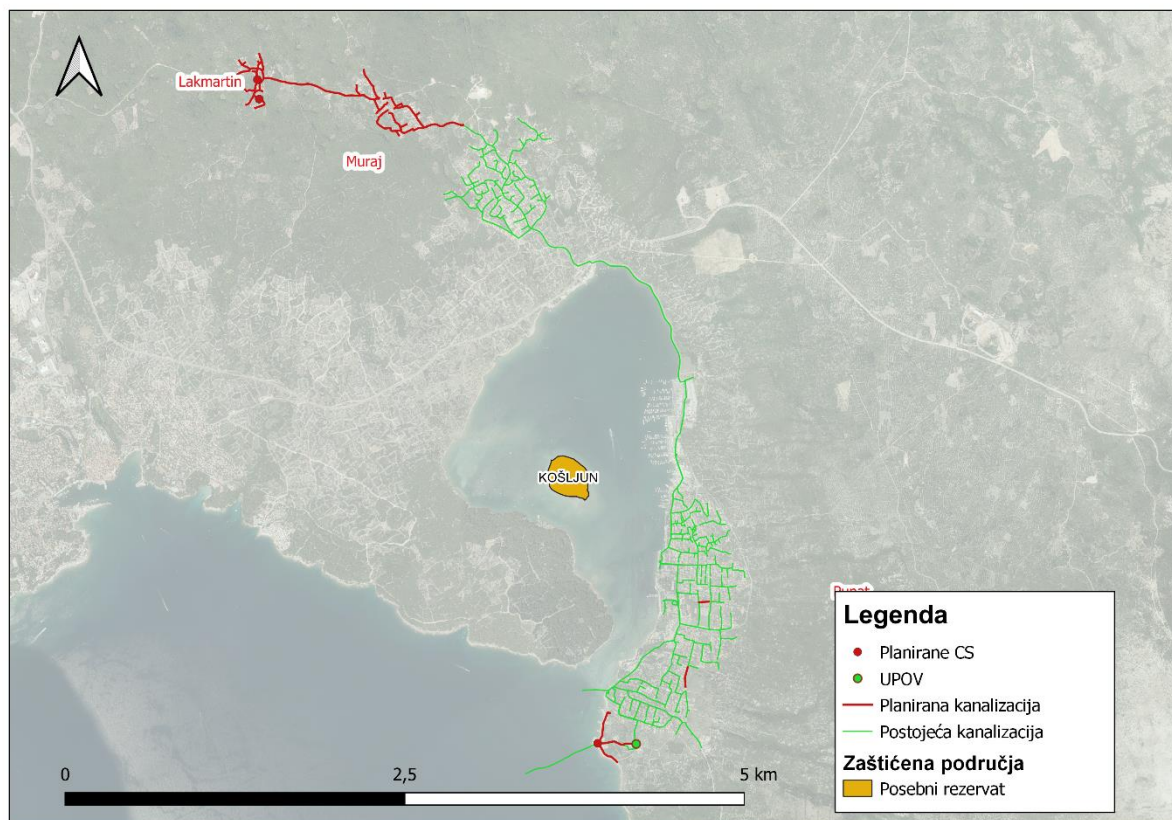 Lakmartin
Muraj
KOŠLJUN
Legenda
Planirane CS
UPOV
Planirana kanalizacija
Postojeća kanalizacija
Zaštićena područja
Posebni rezervat
0
2,5
5 km